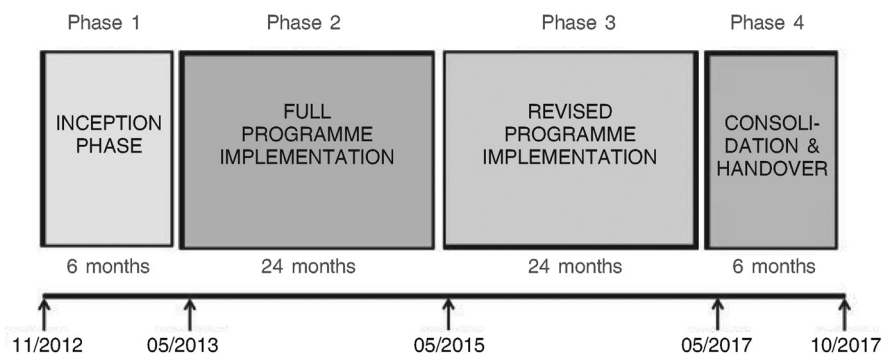 Phase 1 Phase 2 Phase 3 Phase 4
INCEPTION
PHASE
FULL
PROGRAMME
IMPLEMENTATION
REVISED
PROGRAMME
IMPLEMENTATION
CONSOLI-
DATION &
HANDOVER
6 months 24 months 24 months 6 months
11/2012 05/2013 05/2015 05/2017 10/2017